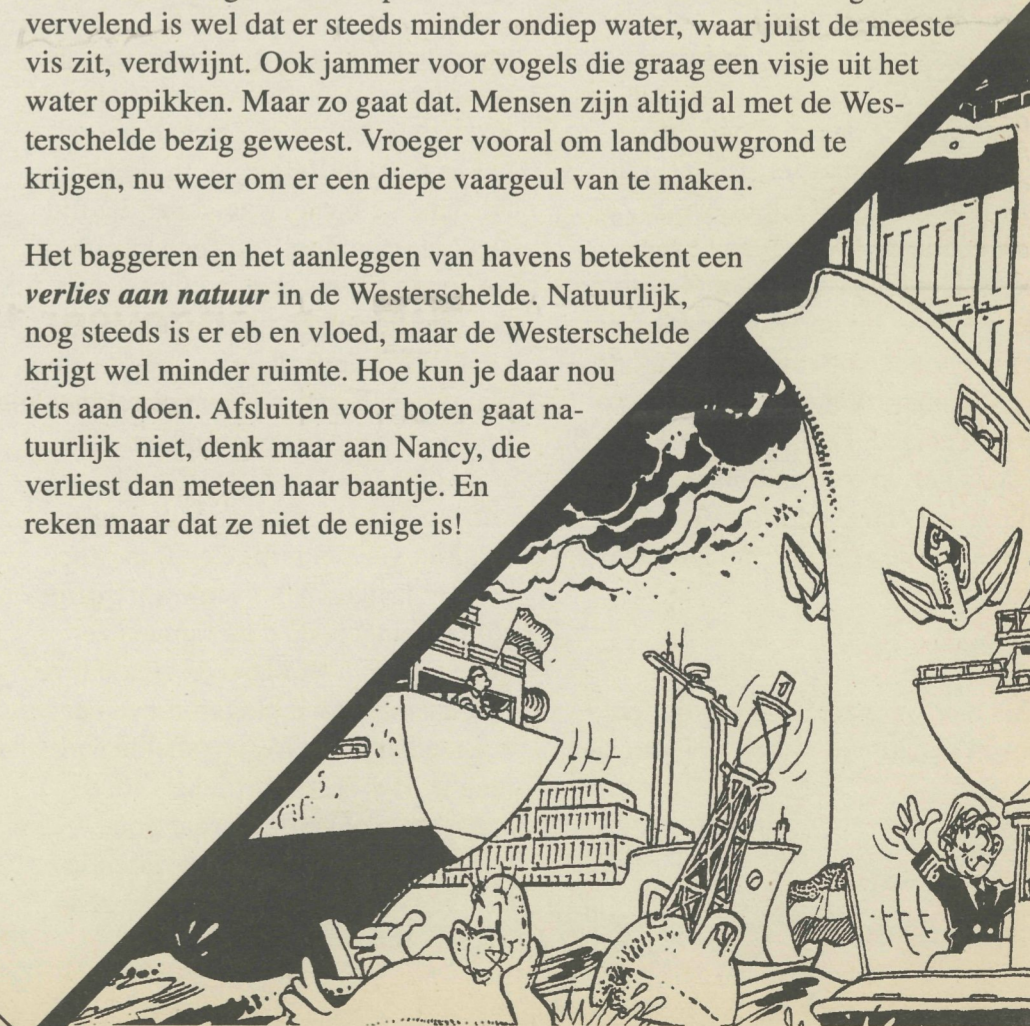 vervelend is wel dat er steeds minder ondiep water, waar juist de meeste
vis zit, verdwijnt. Ook jammer voor vogels die graag een visje uit het
water oppikken. Maar zo gaat dat. Mensen zijn altijd al met de Wes-
terschelde bezig geweest. Vroeger vooral om landbouwgrond te
krijgen, nu weer om er een diepe vaargeul van te maken.
Het baggeren en het aanleggen van havens betekent een
verlies aan natuur in de Westerschelde. Natuurlijk,
nog steeds is er eb en vloed, maar de Westerschelde
krijgt wel minder ruimte. Hoe kun je daar nou
iets aan doen. Afsluiten voor boten gaat na-
tuurlijk niet, denk maar aan Nancy, die
verliest dan meteen haar baantje. En
reken maar dat ze niet de enige is!